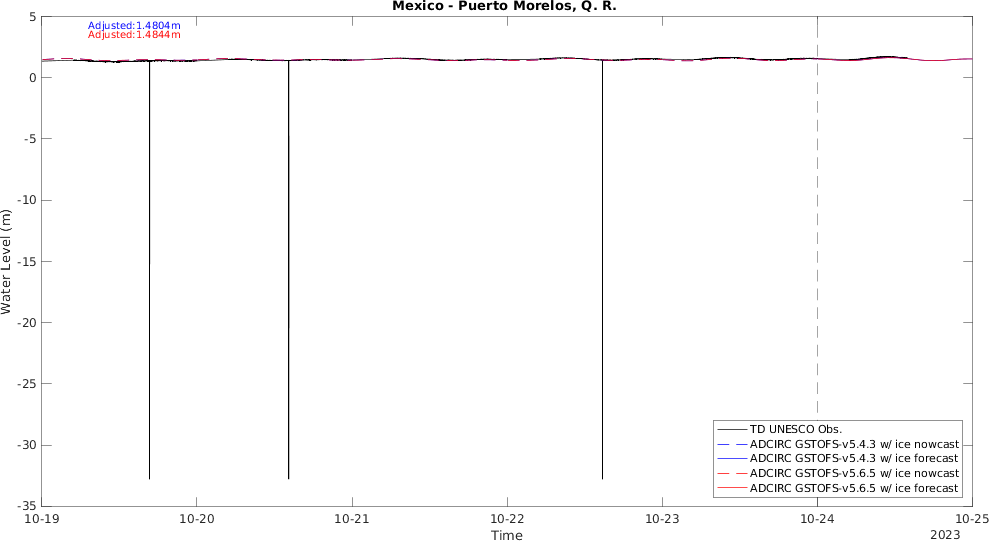 Mexico - Puerto Morelos, Q. R.
Adjusted:1.4804m
Adjusted:1.4844m
5
0
-5
-10
-15
-20
-25
-30
-35
Water Level (m)
TD UNESCO Obs.
ADCIRC GSTOFS-v5.4.3 w/ ice nowcast
ADCIRC GSTOFS-v5.4.3 w/ ice forecast
ADCIRC GSTOFS-v5.6.5 w/ ice nowcast
ADCIRC GSTOFS-v5.6.5 w/ ice forecast
10-19 10-20 10-21 10-22 10-23 10-24 10-25
Time
2023